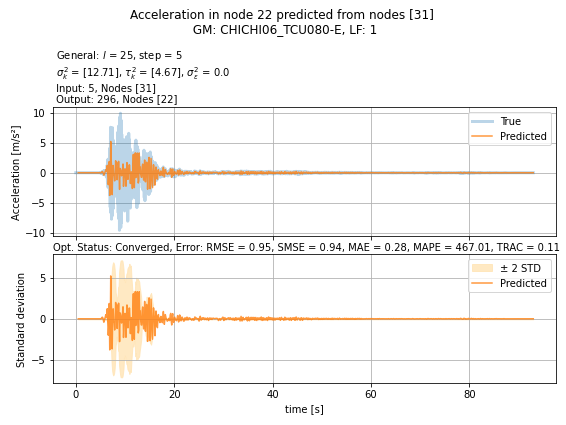 Acceleration in node 22 predicted from nodes [31]
GM: CHICHI06_TCU080-E, LF: 1
General: l = 25, step = 5
σ²ₖ = [12.71], τ²ₖ = [4.67], σ²ε = 0.0
Input: 5, Nodes [31]
Output: 296, Nodes [22]
Acceleration [m/s²]
10
5
0
−5
−10
True
Predicted
Opt. Status: Converged, Error: RMSE = 0.95, SMSE = 0.94, MAE = 0.28, MAPE = 467.01, TRAC = 0.11
Standard deviation
5
0
−5
± 2 STD
Predicted
0 20 40 60 80
time [s]